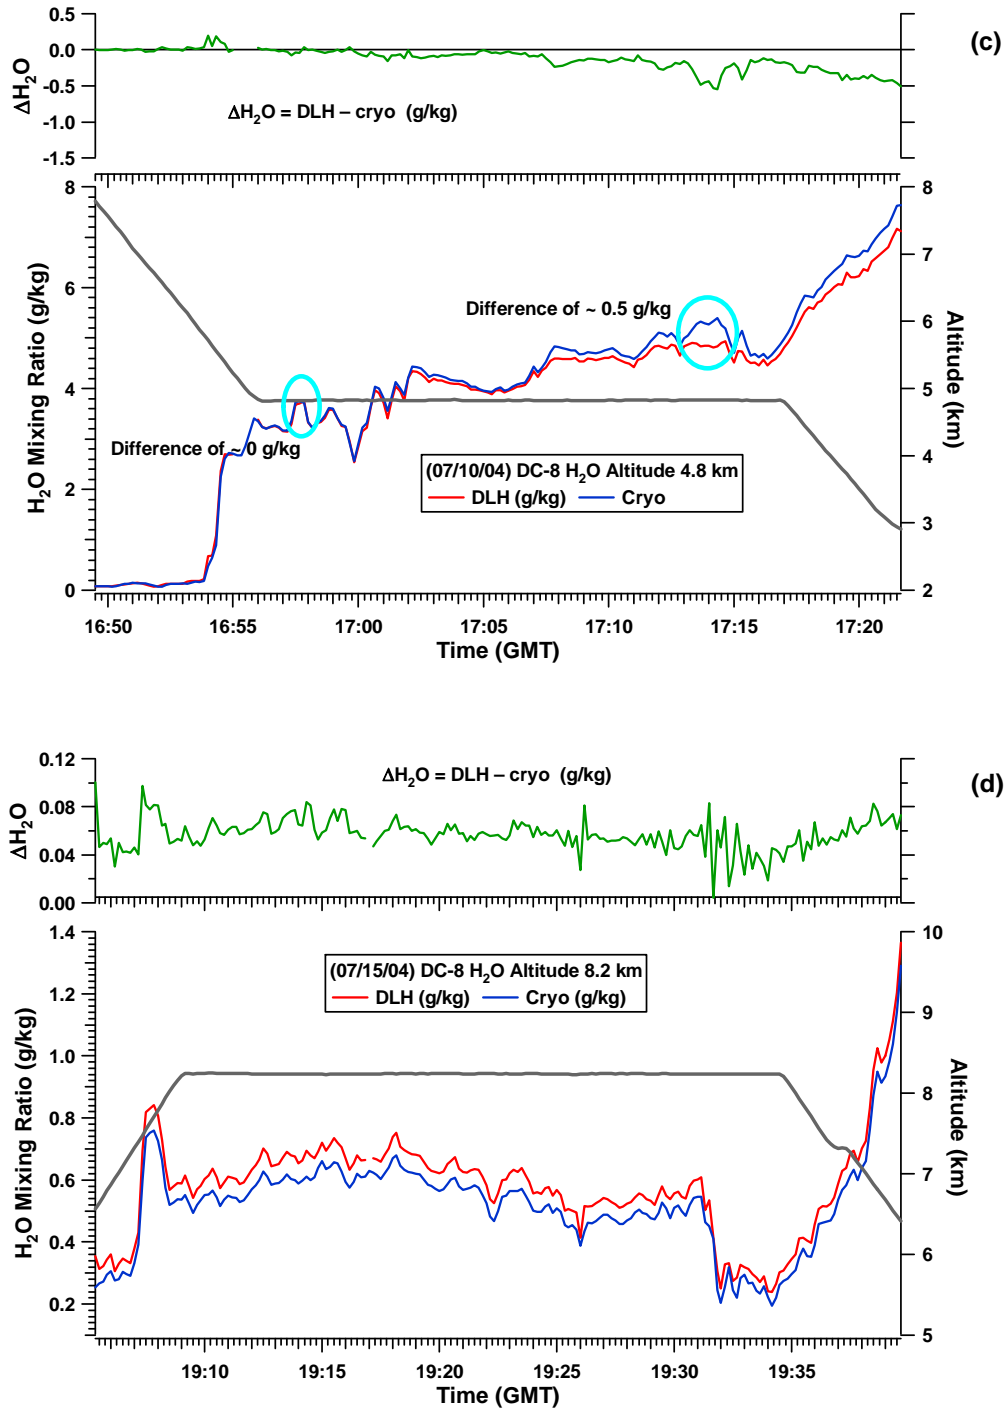 (c)
0.5
0.0
-0.5
-1.0
-1.5
ΔH₂O
ΔH₂O = DLH – cryo (g/kg)
8
6
4
2
0
H₂O Mixing Ratio (g/kg)
8
7
6
5
4
3
2
Altitude (km)
Difference of ~ 0.5 g/kg
Difference of ~ 0 g/kg
(07/10/04) DC-8 H₂O Altitude 4.8 km
DLH (g/kg) Cryo
16:50 16:55 17:00 17:05 17:10 17:15 17:20
Time (GMT)
(d)
0.12
0.08
0.04
0.00
ΔH₂O
ΔH₂O = DLH – cryo (g/kg)
1.4
1.2
1.0
0.8
0.6
0.4
0.2
H₂O Mixing Ratio (g/kg)
10
9
8
7
6
5
Altitude (km)
(07/15/04) DC-8 H₂O Altitude 8.2 km
DLH (g/kg) Cryo (g/kg)
19:10 19:15 19:20 19:25 19:30 19:35
Time (GMT)